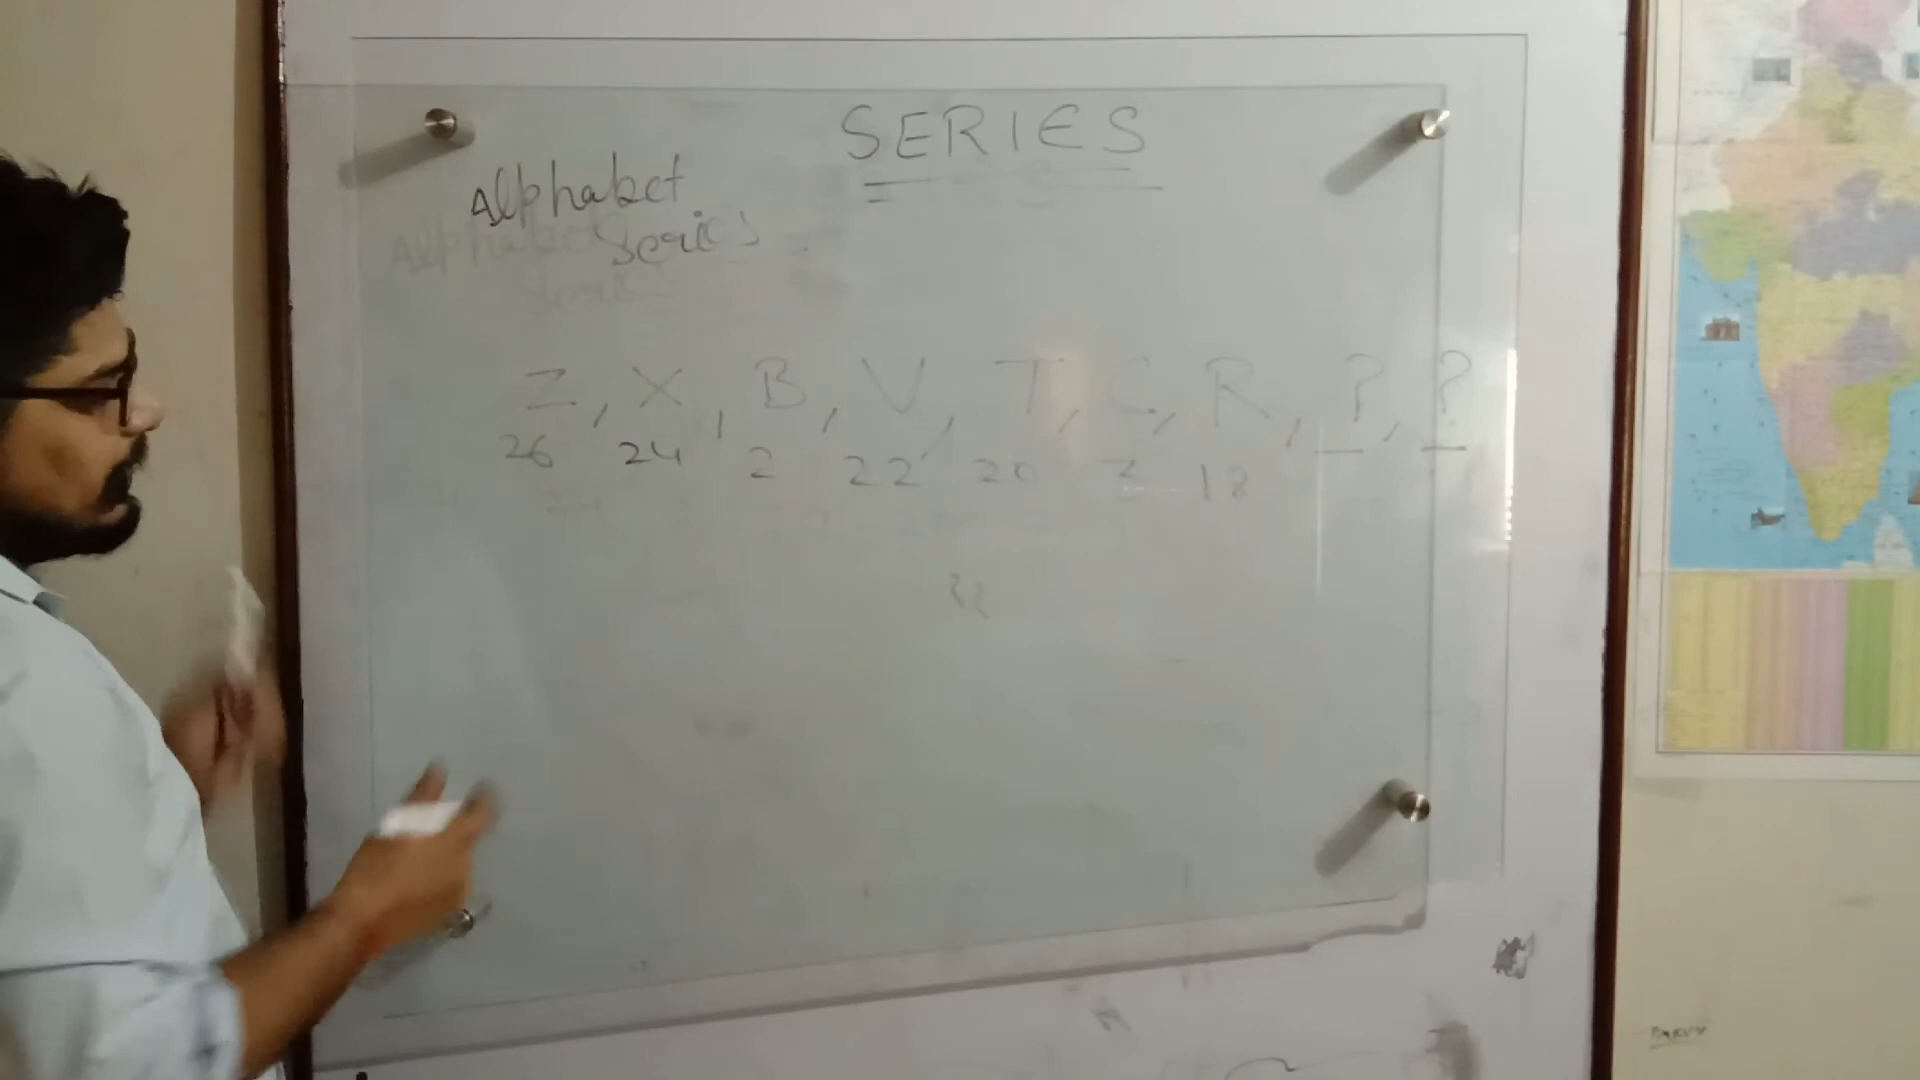 SERIES
Alphabet
Series
Z, X, B, V, T, C, R, ?, ?
26 24 2 22 20 3 18